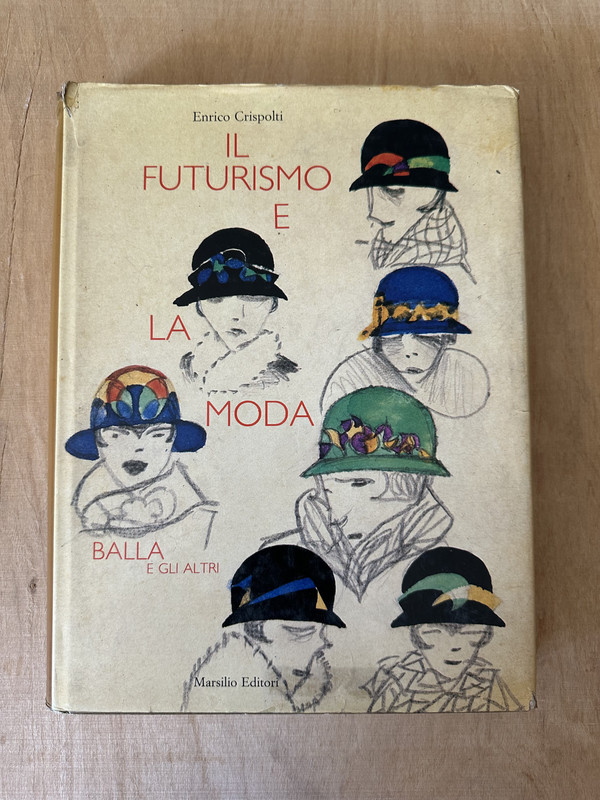 Enrico Crispolti
IL
FUTURISMO
E
LA
MODA
BALLA
E GLI ALTRI
Marsilio Editori